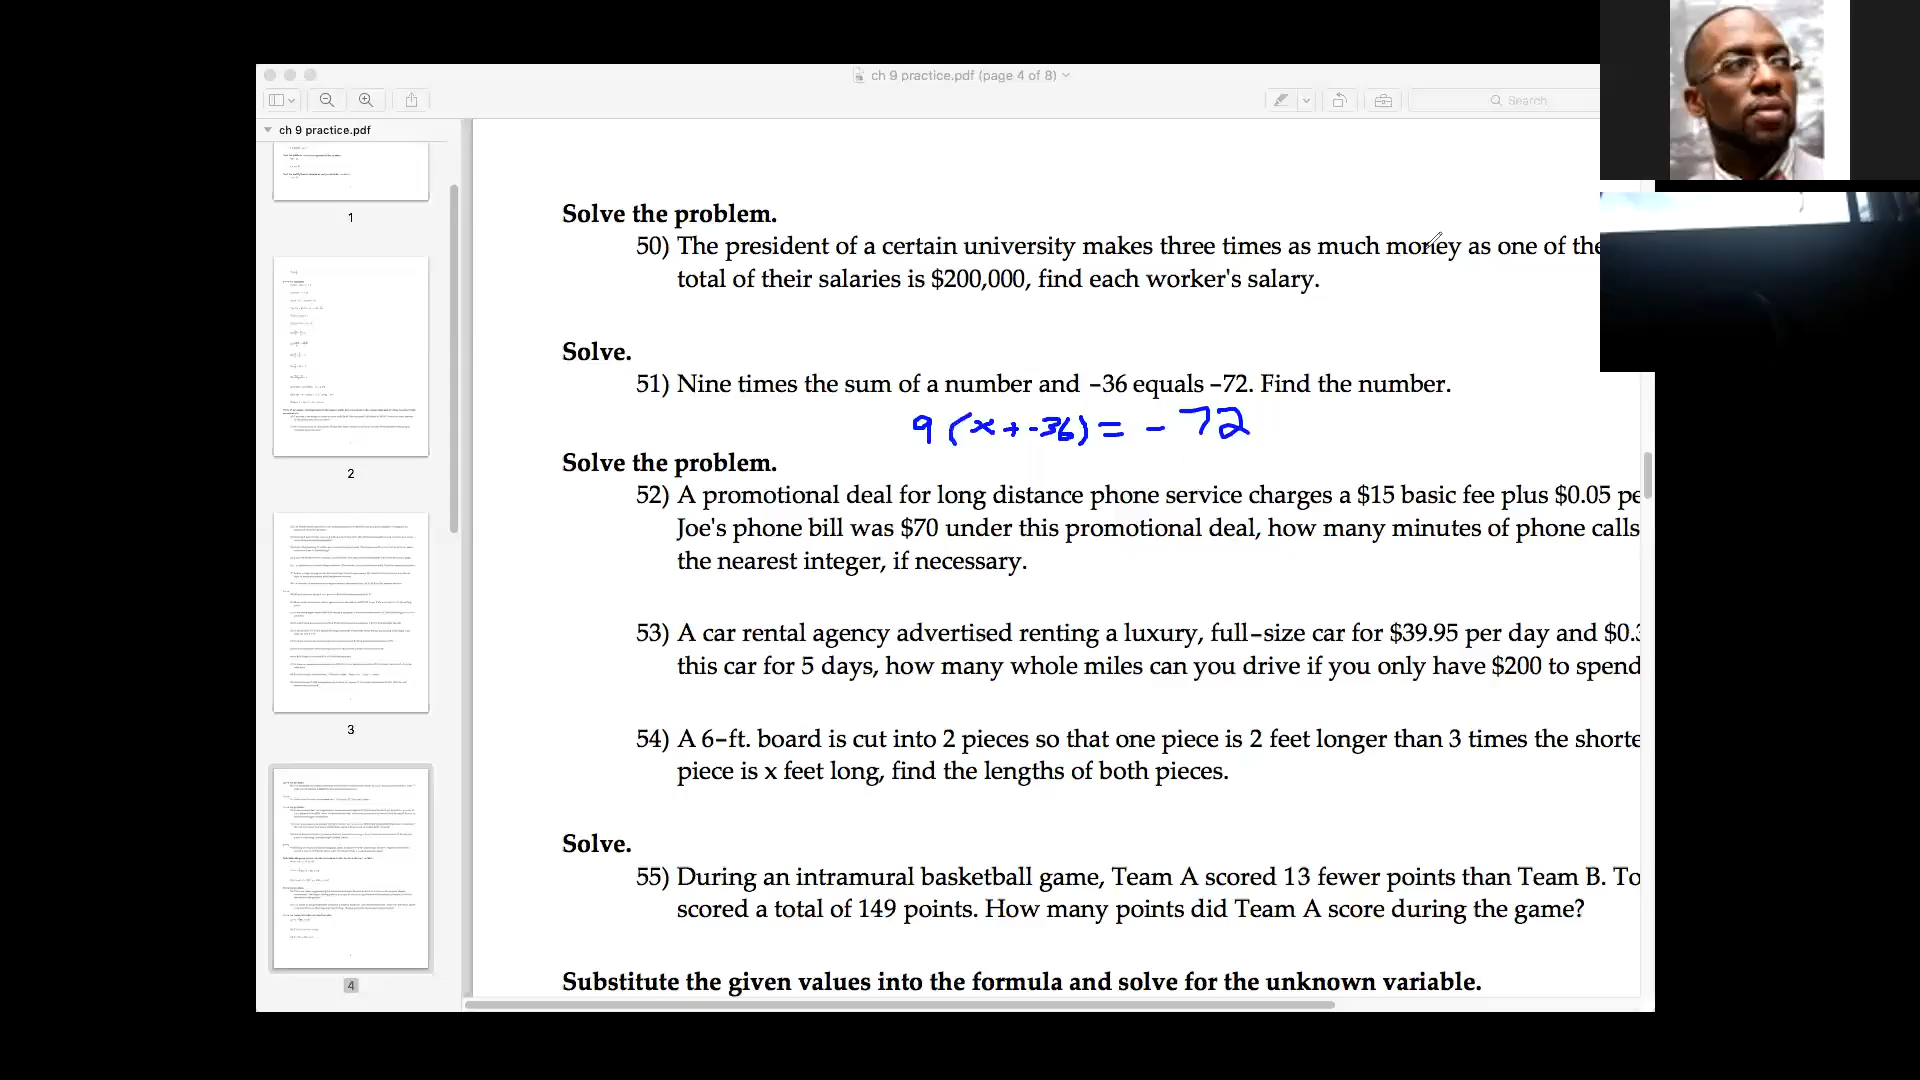 ch 9 practice.pdf (page 4 of 8)
Search
ch 9 practice.pdf
1
2
3
4
Solve the problem.
50) The president of a certain university makes three times as much money as one of the
total of their salaries is $200,000, find each worker's salary.
Solve.
51) Nine times the sum of a number and -36 equals -72. Find the number.
9 (x + -36) = - 72
Solve the problem.
52) A promotional deal for long distance phone service charges a $15 basic fee plus $0.05 pe
Joe's phone bill was $70 under this promotional deal, how many minutes of phone calls
the nearest integer, if necessary.
53) A car rental agency advertised renting a luxury, full-size car for $39.95 per day and $0.3
this car for 5 days, how many whole miles can you drive if you only have $200 to spend
54) A 6-ft. board is cut into 2 pieces so that one piece is 2 feet longer than 3 times the shorte
piece is x feet long, find the lengths of both pieces.
Solve.
55) During an intramural basketball game, Team A scored 13 fewer points than Team B. To
scored a total of 149 points. How many points did Team A score during the game?
Substitute the given values into the formula and solve for the unknown variable.